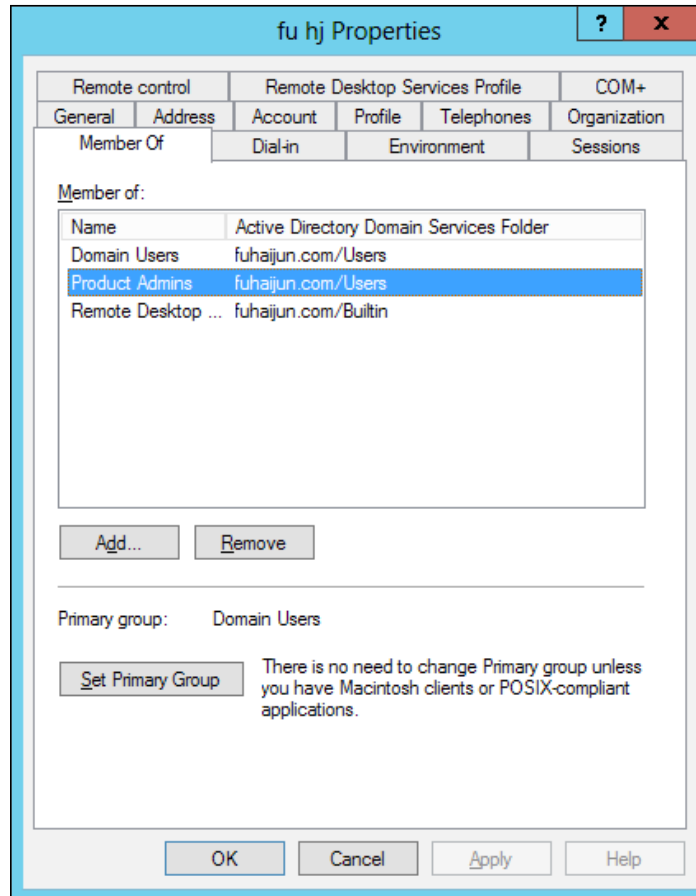 fu hj Properties
?
x
Remote control
Remote Desktop Services Profile
COM+
General
Address
Account
Profile
Telephones
Organization
Member Of
Dial-in
Environment
Sessions
Member of:
Name
Active Directory Domain Services Folder
Domain Users
fuhaijun.com/Users
Product Admins
fuhaijun.com/Users
Remote Desktop ...
fuhaijun.com/Builtin
Add...
Remove
Primary group:
Domain Users
Set Primary Group
There is no need to change Primary group unless
you have Macintosh clients or POSIX-compliant
applications.
OK
Cancel
Apply
Help